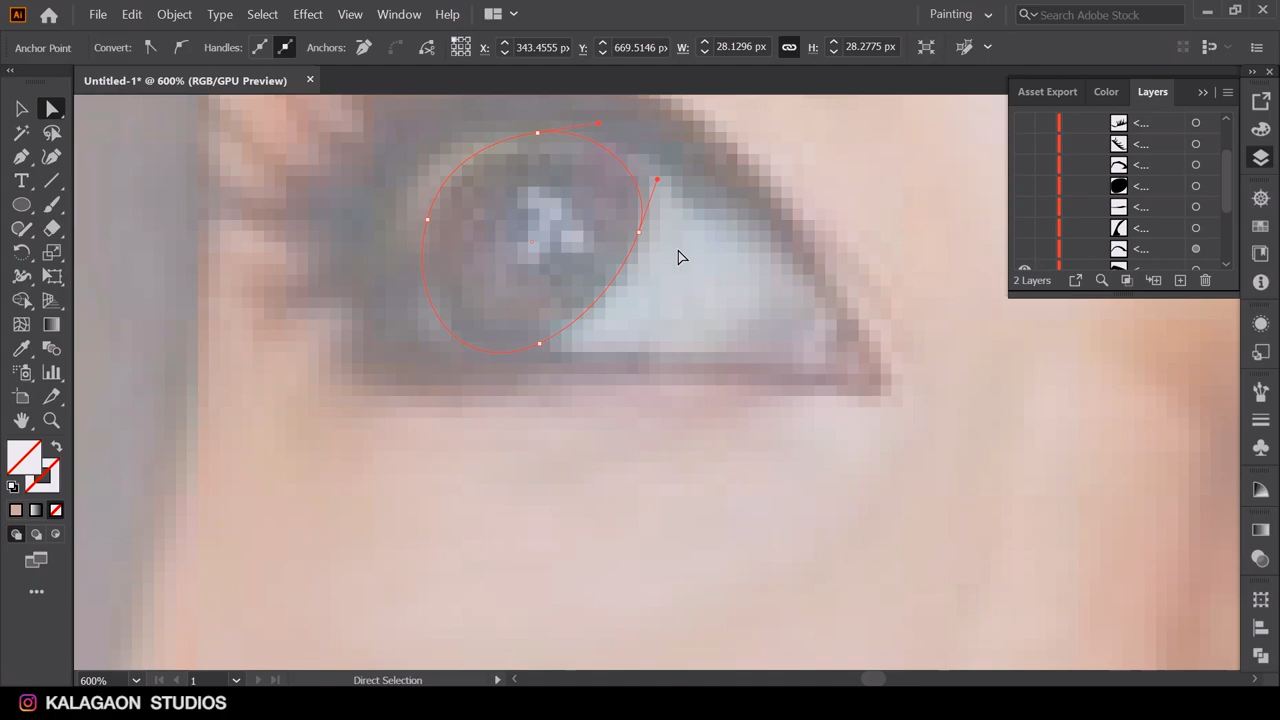 Ai File Edit Object Type Select Effect View Window Help Painting Search Adobe Stock
Anchor Point Convert: Handles: Anchors: X: 343.4555 px Y: 669.5146 px W: 28.1296 px H: 28.2775 px
Untitled-1* @ 600% (RGB/GPU Preview)
Asset Export Color Layers
<...
<...
<...
<...
<...
<...
<...
<...
2 Layers
600% 1 Direct Selection
KALAGAON STUDIOS